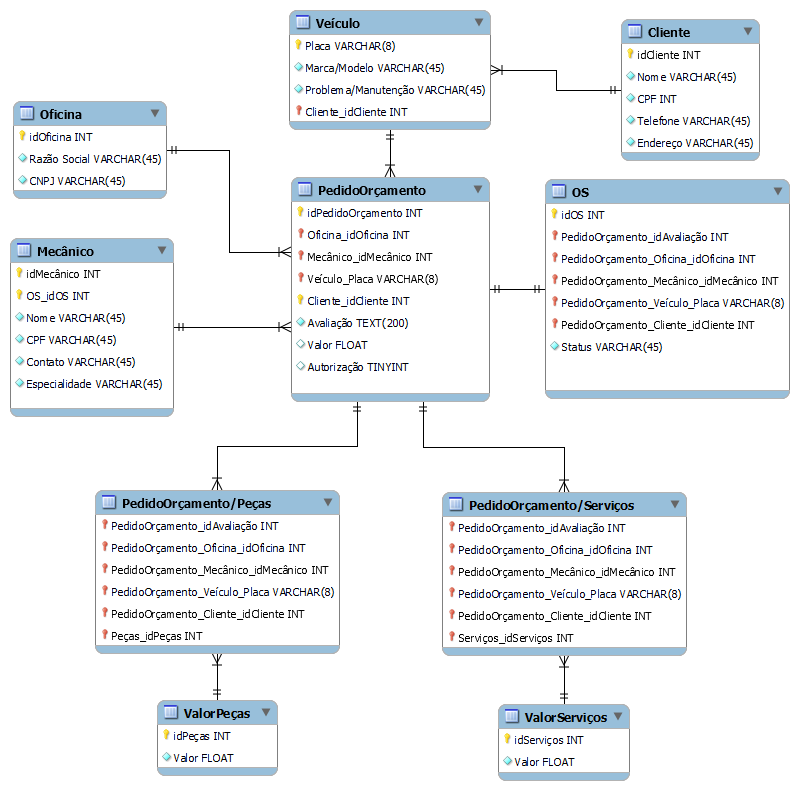 Veículo
Placa VARCHAR(8)
Marca/Modelo VARCHAR(45)
Problema/Manutenção VARCHAR(45)
Cliente_idCliente INT
Cliente
idCliente INT
Nome VARCHAR(45)
CPF INT
Telefone VARCHAR(45)
Endereço VARCHAR(45)
Oficina
idOficina INT
Razão Social VARCHAR(45)
CNPJ VARCHAR(45)
PedidoOrçamento
idPedidoOrçamento INT
Oficina_idOficina INT
Mecânico_idMecânico INT
Veículo_Placa VARCHAR(8)
Cliente_idCliente INT
Avaliação TEXT(200)
Valor FLOAT
Autorização TINYINT
OS
idOS INT
PedidoOrçamento_idAvaliação INT
PedidoOrçamento_Oficina_idOficina INT
PedidoOrçamento_Mecânico_idMecânico INT
PedidoOrçamento_Veículo_Placa VARCHAR(8)
PedidoOrçamento_Cliente_idCliente INT
Status VARCHAR(45)
Mecânico
idMecânico INT
OS_idOS INT
Nome VARCHAR(45)
CPF VARCHAR(45)
Contato VARCHAR(45)
Especialidade VARCHAR(45)
PedidoOrçamento/Peças
PedidoOrçamento_idAvaliação INT
PedidoOrçamento_Oficina_idOficina INT
PedidoOrçamento_Mecânico_idMecânico INT
PedidoOrçamento_Veículo_Placa VARCHAR(8)
PedidoOrçamento_Cliente_idCliente INT
Peças_idPeças INT
PedidoOrçamento/Serviços
PedidoOrçamento_idAvaliação INT
PedidoOrçamento_Oficina_idOficina INT
PedidoOrçamento_Mecânico_idMecânico INT
PedidoOrçamento_Veículo_Placa VARCHAR(8)
PedidoOrçamento_Cliente_idCliente INT
Serviços_idServiços INT
ValorPeças
idPeças INT
Valor FLOAT
ValorServiços
idServiços INT
Valor FLOAT